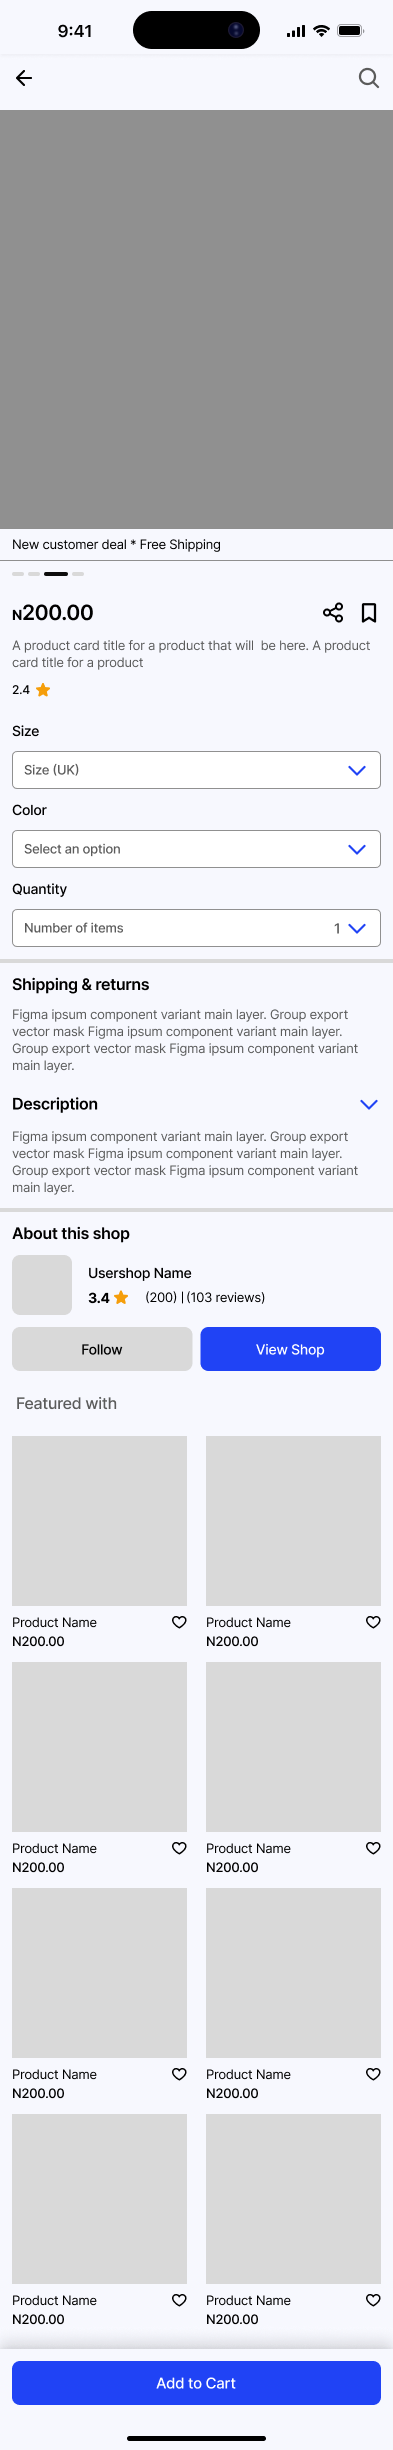 9:41
New customer deal * Free Shipping
N200.00
A product card title for a product that will  be here. A product
card title for a product
2.4
Size
Size (UK)
Color
Select an option
Quantity
Number of items 1
Shipping & returns
Figma ipsum component variant main layer. Group export
vector mask Figma ipsum component variant main layer.
Group export vector mask Figma ipsum component variant
main layer.
Description
Figma ipsum component variant main layer. Group export
vector mask Figma ipsum component variant main layer.
Group export vector mask Figma ipsum component variant
main layer.
About this shop
Usershop Name
3.4 (200) | (103 reviews)
Follow View Shop
Featured with
Product Name Product Name
N200.00 N200.00
Product Name Product Name
N200.00 N200.00
Product Name Product Name
N200.00 N200.00
Product Name Product Name
N200.00 N200.00
Add to Cart